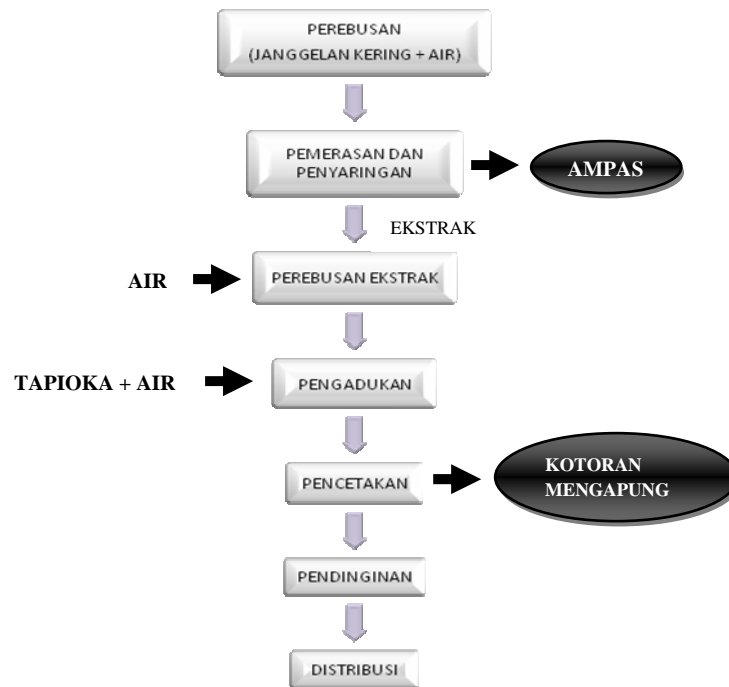 PEREBUSAN
(JANGGELAN KERING + AIR)
PEMERASAN DAN
PENYARINGAN
AMPAS
EKSTRAK
AIR
PEREBUSAN EKSTRAK
TAPIOKA + AIR
PENGADUKAN
PENCETAKAN
KOTORAN
MENGAPUNG
PENDINGINAN
DISTRIBUSI